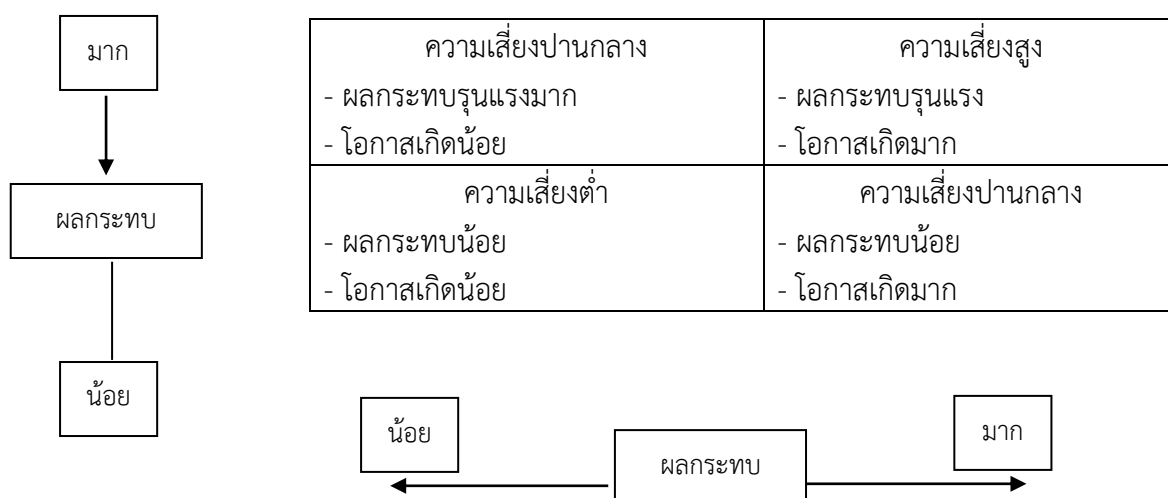 มาก
ผลกระทบ
น้อย
ความเสี่ยงปานกลาง
- ผลกระทบรุนแรงมาก
- โอกาสเกิดน้อย
ความเสี่ยงสูง
- ผลกระทบรุนแรง
- โอกาสเกิดมาก
ความเสี่ยงต่ำ
- ผลกระทบน้อย
- โอกาสเกิดน้อย
ความเสี่ยงปานกลาง
- ผลกระทบน้อย
- โอกาสเกิดมาก
น้อย
ผลกระทบ
มาก